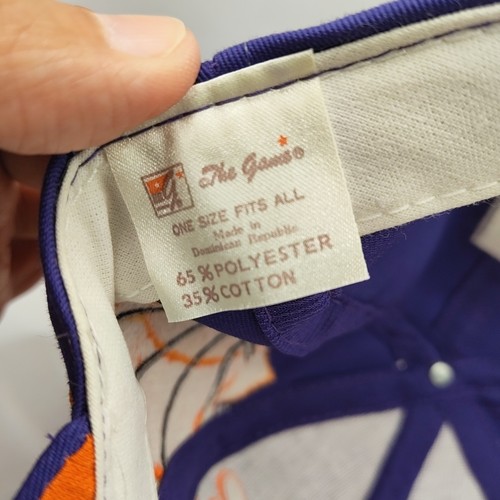 The Game®
ONE SIZE FITS ALL
Made in
Dominican Republic
65% POLYESTER
35% COTTON